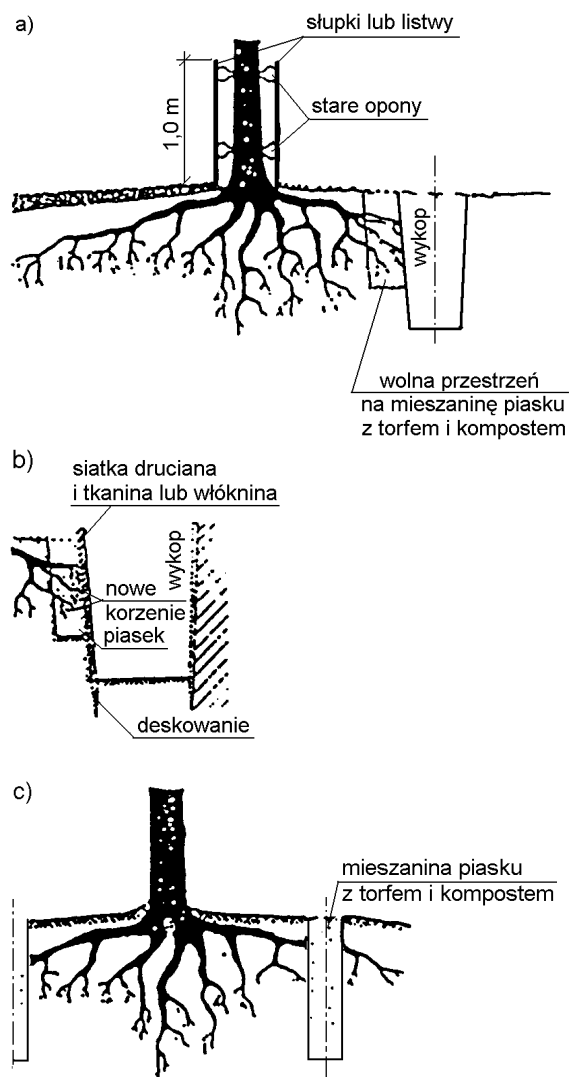 a)
słupki lub listwy
stare opony
1,0 m
wykop
wolna przestrzeń
na mieszaninę piasku
z torfem i kompostem
b)
siatka druciana
i tkanina lub włóknina
wykop
nowe
korzenie
piasek
deskowanie
c)
mieszanina piasku
z torfem i kompostem